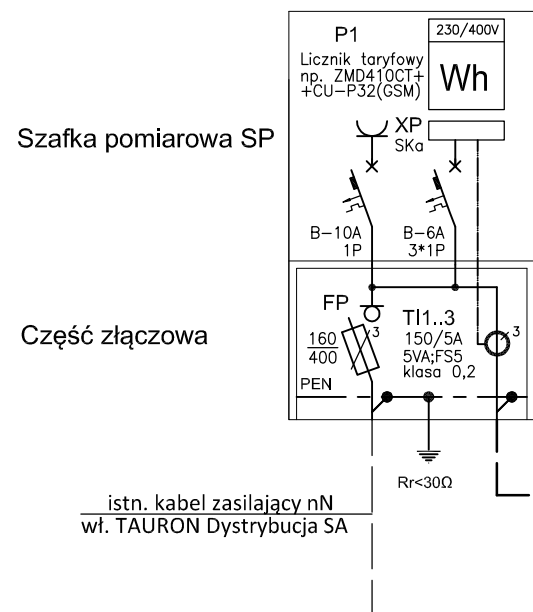 P1
230/400V
Licznik taryfowy
np. ZMD410CT+
+CU-P32(GSM)
Wh
Szafka pomiarowa SP
XP
SKa
B-10A
1P
B-6A
3*1P
Część złączowa
FP
3
160
400
TI1..3
150/5A
5VA;FS5
klasa 0,2
3
PEN
Rr<30Ω
istn. kabel zasilający nN
wł. TAURON Dystrybucja SA